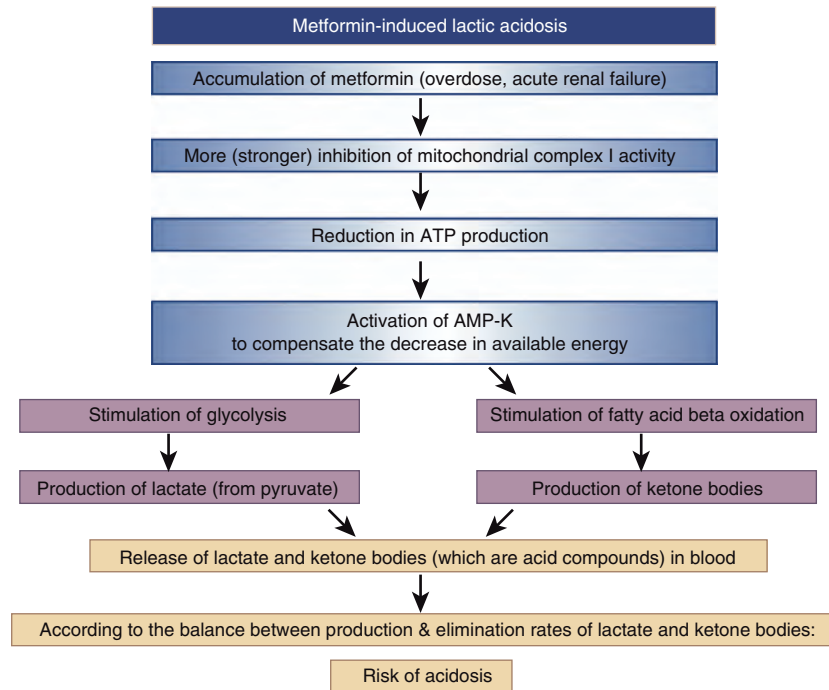 Metformin-induced lactic acidosis
Accumulation of metformin (overdose, acute renal failure)
More (stronger) inhibition of mitochondrial complex I activity
Reduction in ATP production
Activation of AMP-K
to compensate the decrease in available energy
Stimulation of glycolysis
Stimulation of fatty acid beta oxidation
Production of lactate (from pyruvate)
Production of ketone bodies
Release of lactate and ketone bodies (which are acid compounds) in blood
According to the balance between production & elimination rates of lactate and ketone bodies:
Risk of acidosis